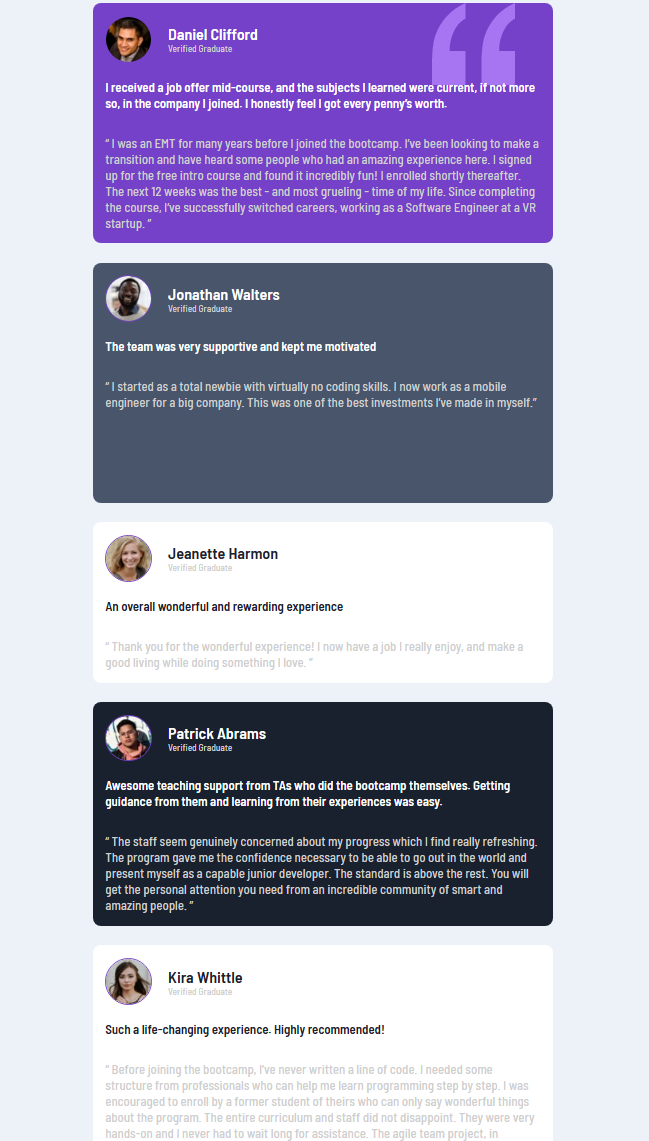 Daniel Clifford
Verified Graduate
I received a job offer mid-course, and the subjects I learned were current, if not more
so, in the company I joined. I honestly feel I got every penny’s worth.
“ I was an EMT for many years before I joined the bootcamp. I’ve been looking to make a
transition and have heard some people who had an amazing experience here. I signed
up for the free intro course and found it incredibly fun! I enrolled shortly thereafter.
The next 12 weeks was the best - and most grueling - time of my life. Since completing
the course, I’ve successfully switched careers, working as a Software Engineer at a VR
startup. ”
Jonathan Walters
Verified Graduate
The team was very supportive and kept me motivated
“ I started as a total newbie with virtually no coding skills. I now work as a mobile
engineer for a big company. This was one of the best investments I’ve made in myself.”
Jeanette Harmon
Verified Graduate
An overall wonderful and rewarding experience
“ Thank you for the wonderful experience! I now have a job I really enjoy, and make a
good living while doing something I love. ”
Patrick Abrams
Verified Graduate
Awesome teaching support from TAs who did the bootcamp themselves. Getting
guidance from them and learning from their experiences was easy.
“ The staff seem genuinely concerned about my progress which I find really refreshing.
The program gave me the confidence necessary to be able to go out in the world and
present myself as a capable junior developer. The standard is above the rest. You will
get the personal attention you need from an incredible community of smart and
amazing people. ”
Kira Whittle
Verified Graduate
Such a life-changing experience. Highly recommended!
“ Before joining the bootcamp, I’ve never written a line of code. I needed some
structure from professionals who can help me learn programming step by step. I was
encouraged to enroll by a former student of theirs who can only say wonderful things
about the program. The entire curriculum and staff did not disappoint. They were very
hands-on and I never had to wait long for assistance. The agile team project, in